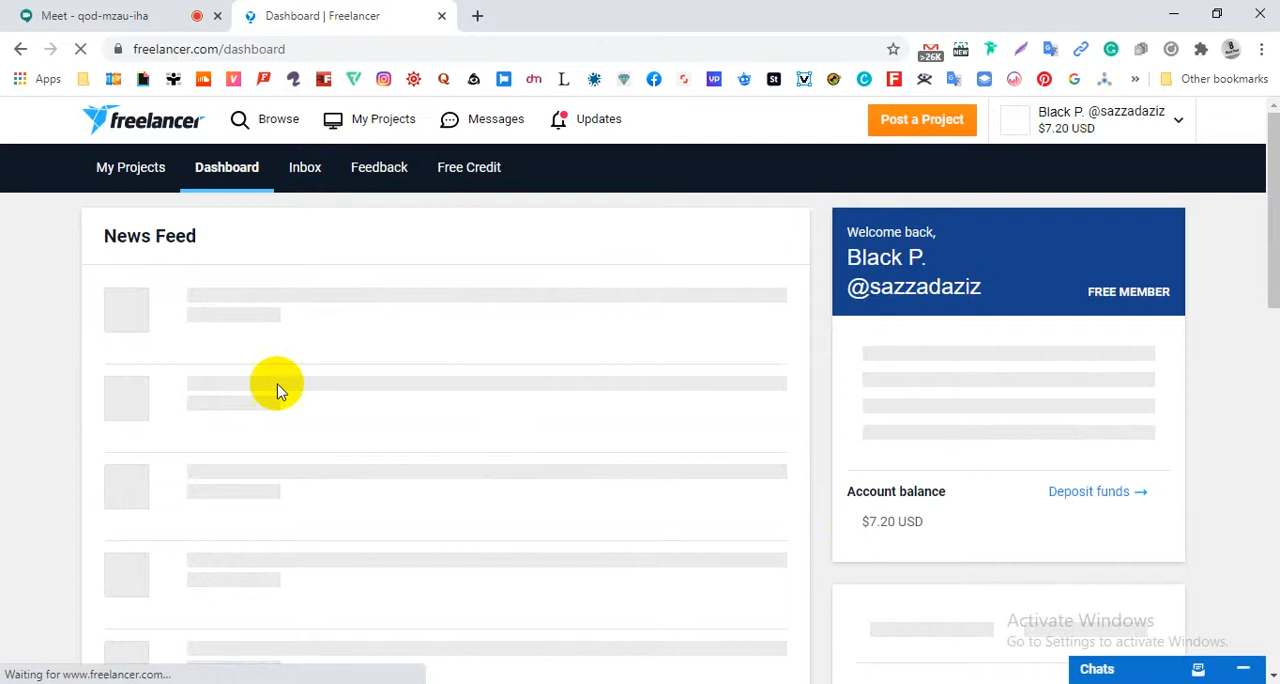 Meet - qod-mzau-iha
Dashboard | Freelancer
freelancer.com/dashboard
>26K
NEW
Apps
Other bookmarks
freelancer
Browse
My Projects
Messages
Updates
Post a Project
Black P. @sazzadaziz
$7.20 USD
My Projects
Dashboard
Inbox
Feedback
Free Credit
News Feed
Welcome back,
Black P.
@sazzadaziz
FREE MEMBER
Account balance
Deposit funds →
$7.20 USD
Activate Windows
Go to Settings to activate Windows.
Waiting for www.freelancer.com...
Chats